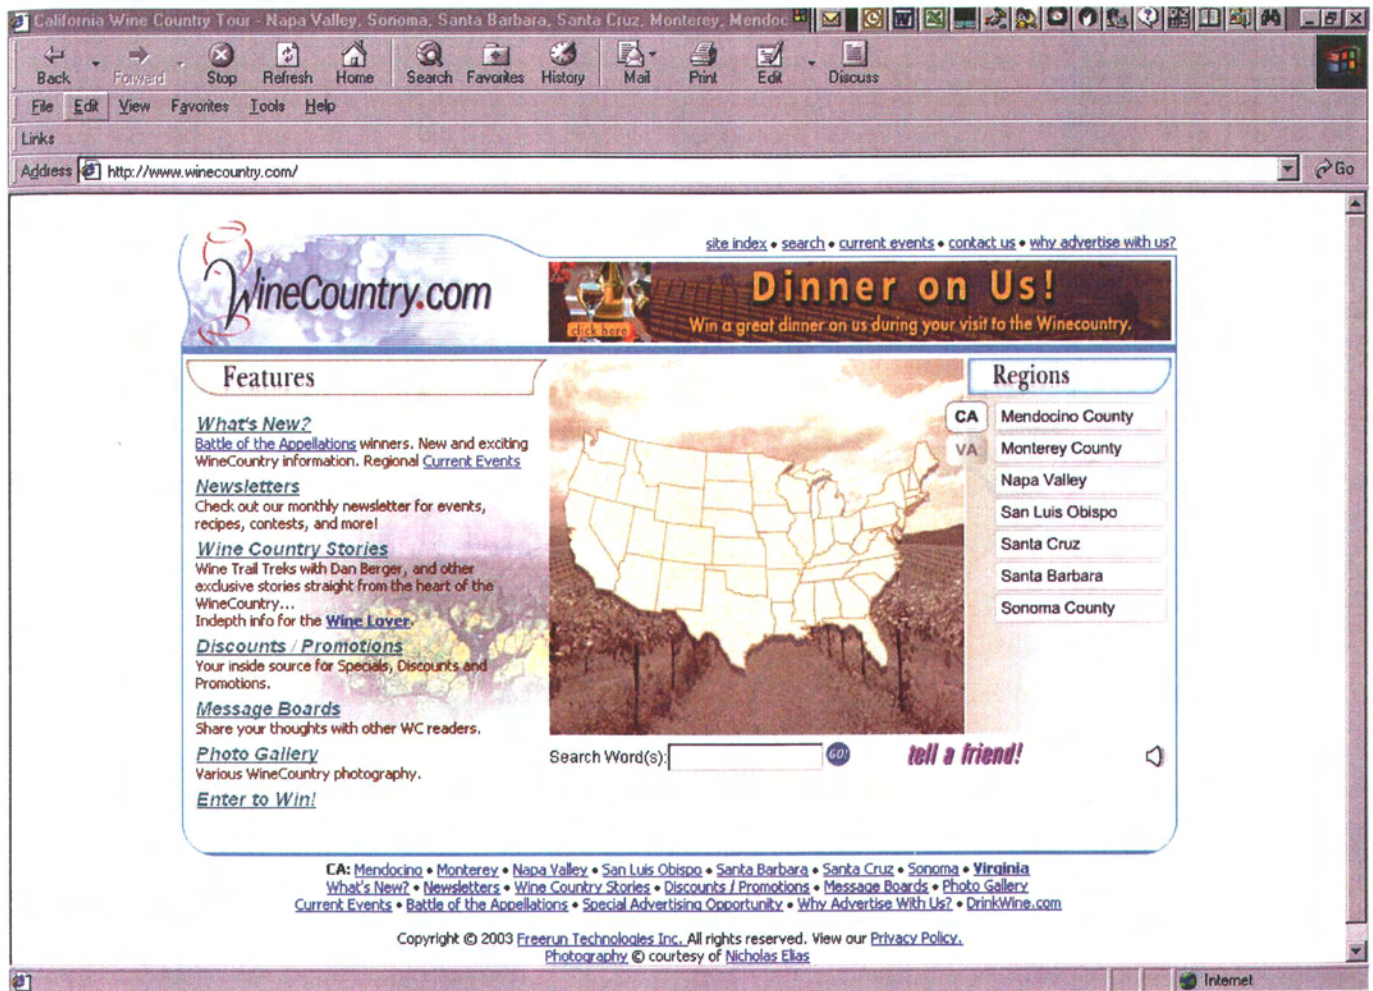 California Wine Country Tour - Napa Valley, Sonoma, Santa Barbara, Santa Cruz, Monterey, Mendoc
Back Forward Stop Refresh Home Search Favorites History Mail Print Edit Discuss
File Edit View Favorites Tools Help
Links
Address http://www.winecountry.com/ Go
site index • search • current events • contact us • why advertise with us?
WineCountry.com
Dinner on Us!
click here
Win a great dinner on us during your visit to the Winecountry.
Features
What's New?
Battle of the Appellations winners. New and exciting
WineCountry information. Regional Current Events
Newsletters
Check out our monthly newsletter for events,
recipes, contests, and more!
Wine Country Stories
Wine Trail Treks with Dan Berger, and other
exclusive stories straight from the heart of the
WineCountry...
Indepth info for the Wine Lover.
Discounts / Promotions
Your inside source for Specials, Discounts and
Promotions.
Message Boards
Share your thoughts with other WC readers.
Photo Gallery
Various WineCountry photography.
Enter to Win!
Search Word(s): GO!
tell a friend!
Regions
CA
VA
Mendocino County
Monterey County
Napa Valley
San Luis Obispo
Santa Cruz
Santa Barbara
Sonoma County
CA: Mendocino • Monterey • Napa Valley • San Luis Obispo • Santa Barbara • Santa Cruz • Sonoma • Virginia
What's New? • Newsletters • Wine Country Stories • Discounts / Promotions • Message Boards • Photo Gallery
Current Events • Battle of the Appellations • Special Advertising Opportunity • Why Advertise With Us? • DrinkWine.com
Copyright © 2003 Freerun Technologies Inc. All rights reserved. View our Privacy Policy.
Photography © courtesy of Nicholas Elias
Internet